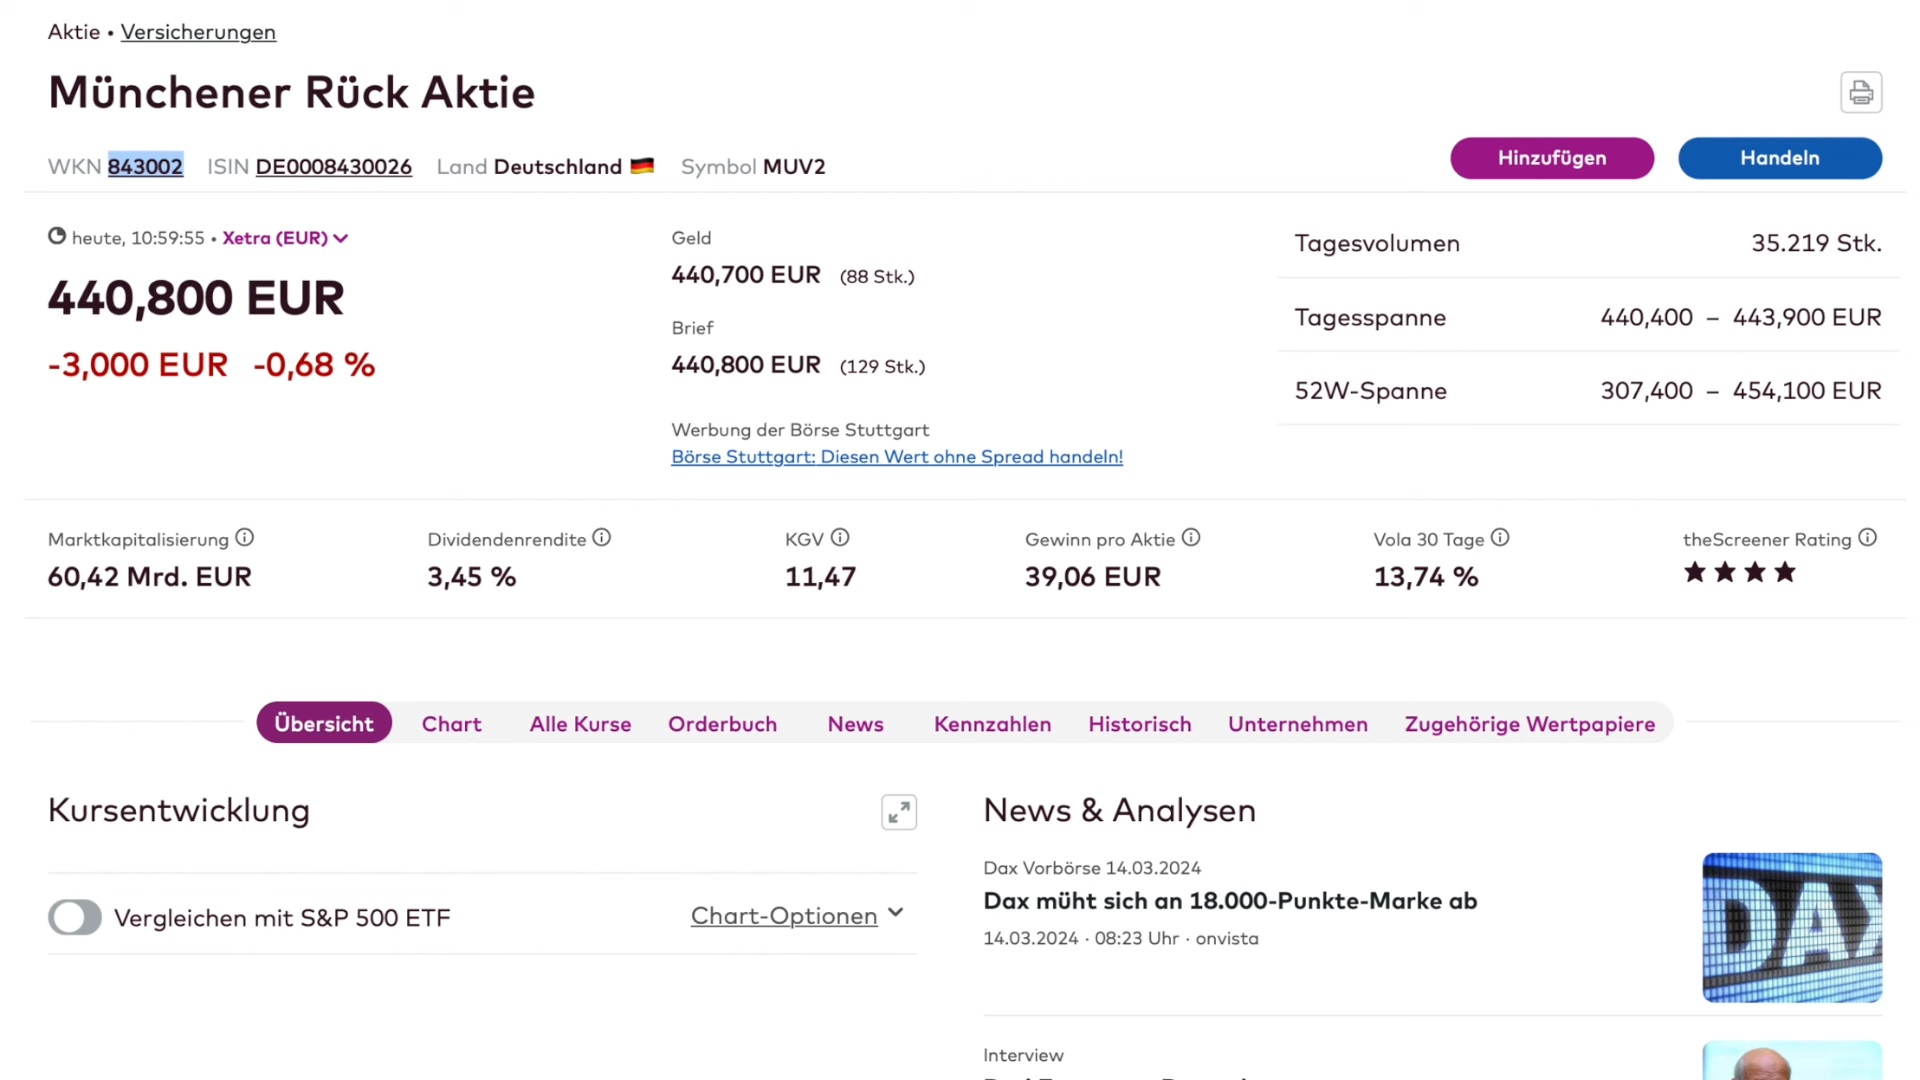 Aktie • Versicherungen
Münchener Rück Aktie
WKN 843002 ISIN DE0008430026 Land Deutschland Symbol MUV2
Hinzufügen
Handeln
heute, 10:59:55 • Xetra (EUR)
440,800 EUR
-3,000 EUR -0,68 %
Geld
440,700 EUR (88 Stk.)
Brief
440,800 EUR (129 Stk.)
Werbung der Börse Stuttgart
Börse Stuttgart: Diesen Wert ohne Spread handeln!
Tagesvolumen 35.219 Stk.
Tagesspanne 440,400 – 443,900 EUR
52W-Spanne 307,400 – 454,100 EUR
Marktkapitalisierung
60,42 Mrd. EUR
Dividendenrendite
3,45 %
KGV
11,47
Gewinn pro Aktie
39,06 EUR
Vola 30 Tage
13,74 %
theScreener Rating
Übersicht Chart Alle Kurse Orderbuch News Kennzahlen Historisch Unternehmen Zugehörige Wertpapiere
Kursentwicklung
Vergleichen mit S&P 500 ETF
Chart-Optionen
News & Analysen
Dax Vorbörse 14.03.2024
Dax müht sich an 18.000-Punkte-Marke ab
14.03.2024 · 08:23 Uhr · onvista
DAX
Interview